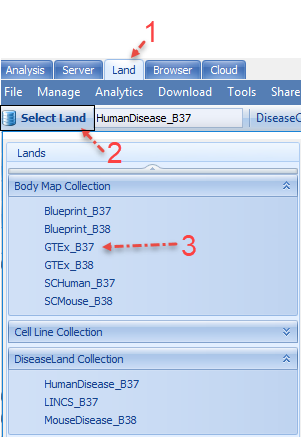 1
Analysis Server Land Browser Cloud
File Manage Analytics Download Tools Share
Select Land HumanDisease_B37 DiseaseC
2
Lands
Body Map Collection
Blueprint_B37
Blueprint_B38
GTEx_B37 3
GTEx_B38
SCHuman_B37
SCMouse_B38
Cell Line Collection
DiseaseLand Collection
HumanDisease_B37
LINCS_B37
MouseDisease_B38